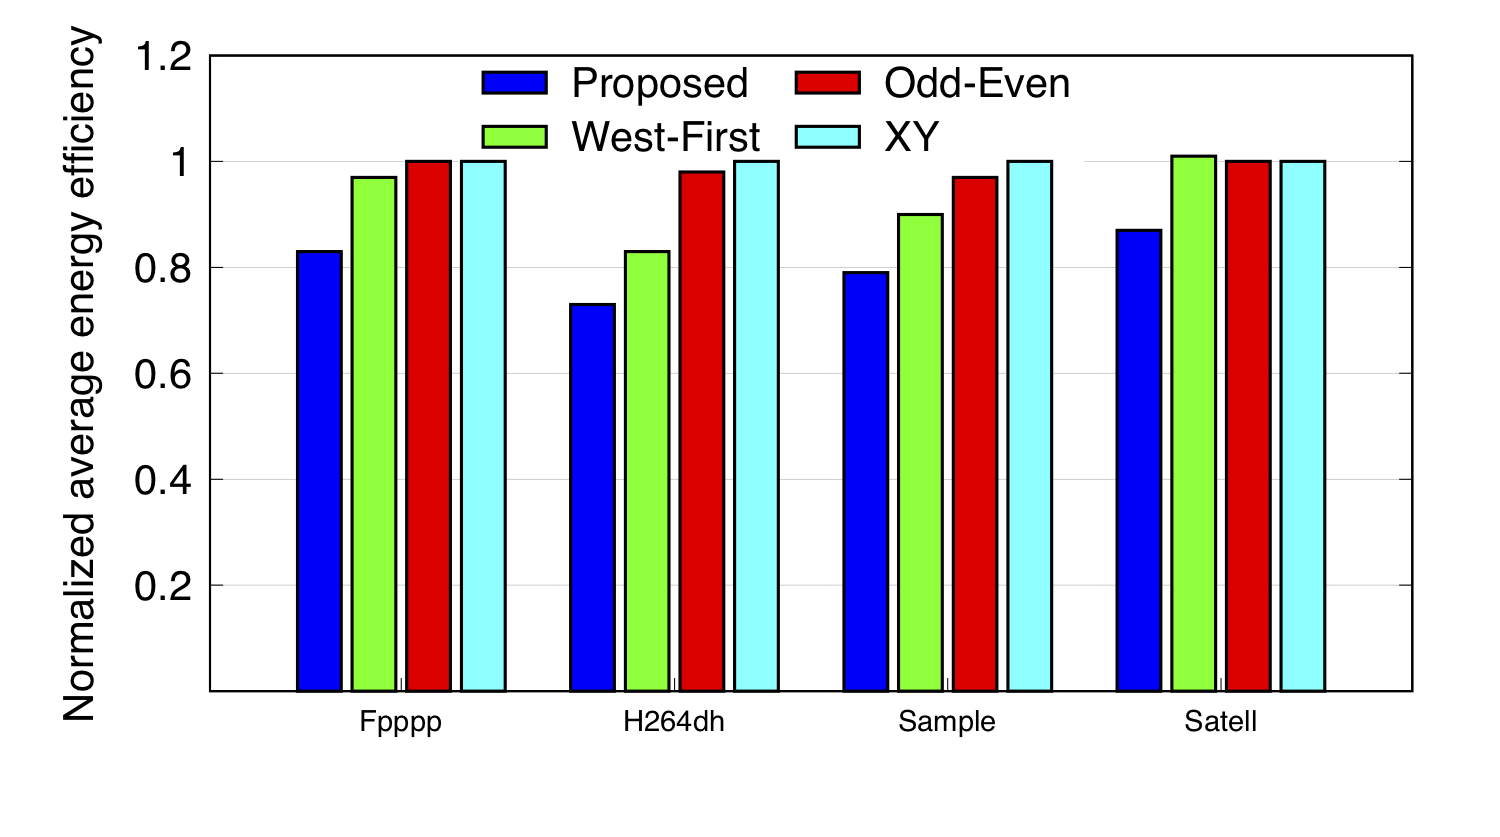 Normalized average energy efficiency
1.2
1
0.8
0.6
0.4
0.2
Proposed
Odd-Even
West-First
XY
Fpppp
H264dh
Sample
Satell